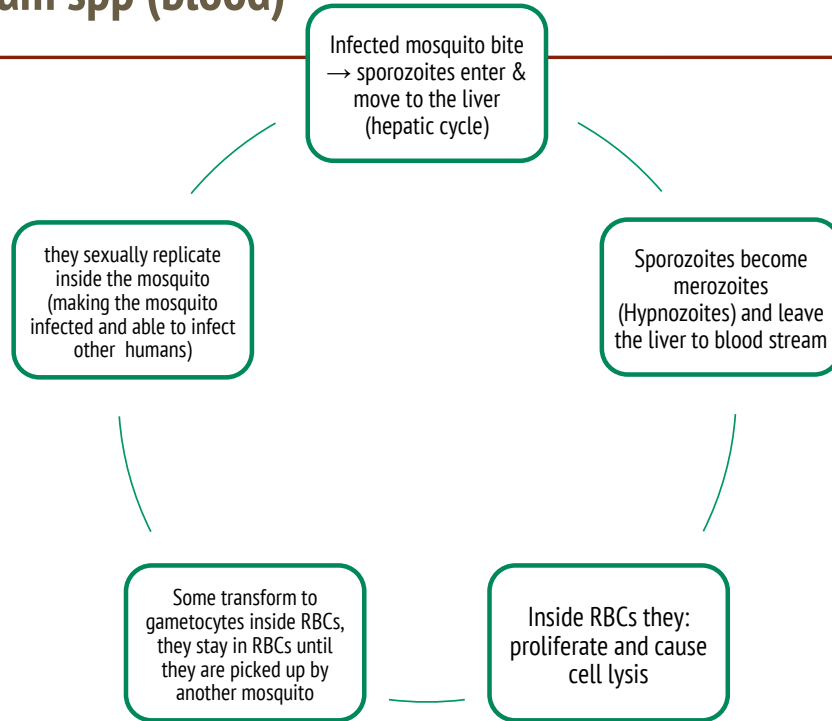 spp (Blood)
Infected mosquito bite
→ sporozoites enter &
move to the liver
(hepatic cycle)
Sporozoites become
merozoites
(Hypnozoites) and leave
the liver to blood stream
Inside RBCs they:
proliferate and cause
cell lysis
Some transform to
gametocytes inside RBCs,
they stay in RBCs until
they are picked up by
another mosquito
they sexually replicate
inside the mosquito
(making the mosquito
infected and able to infect
other humans)